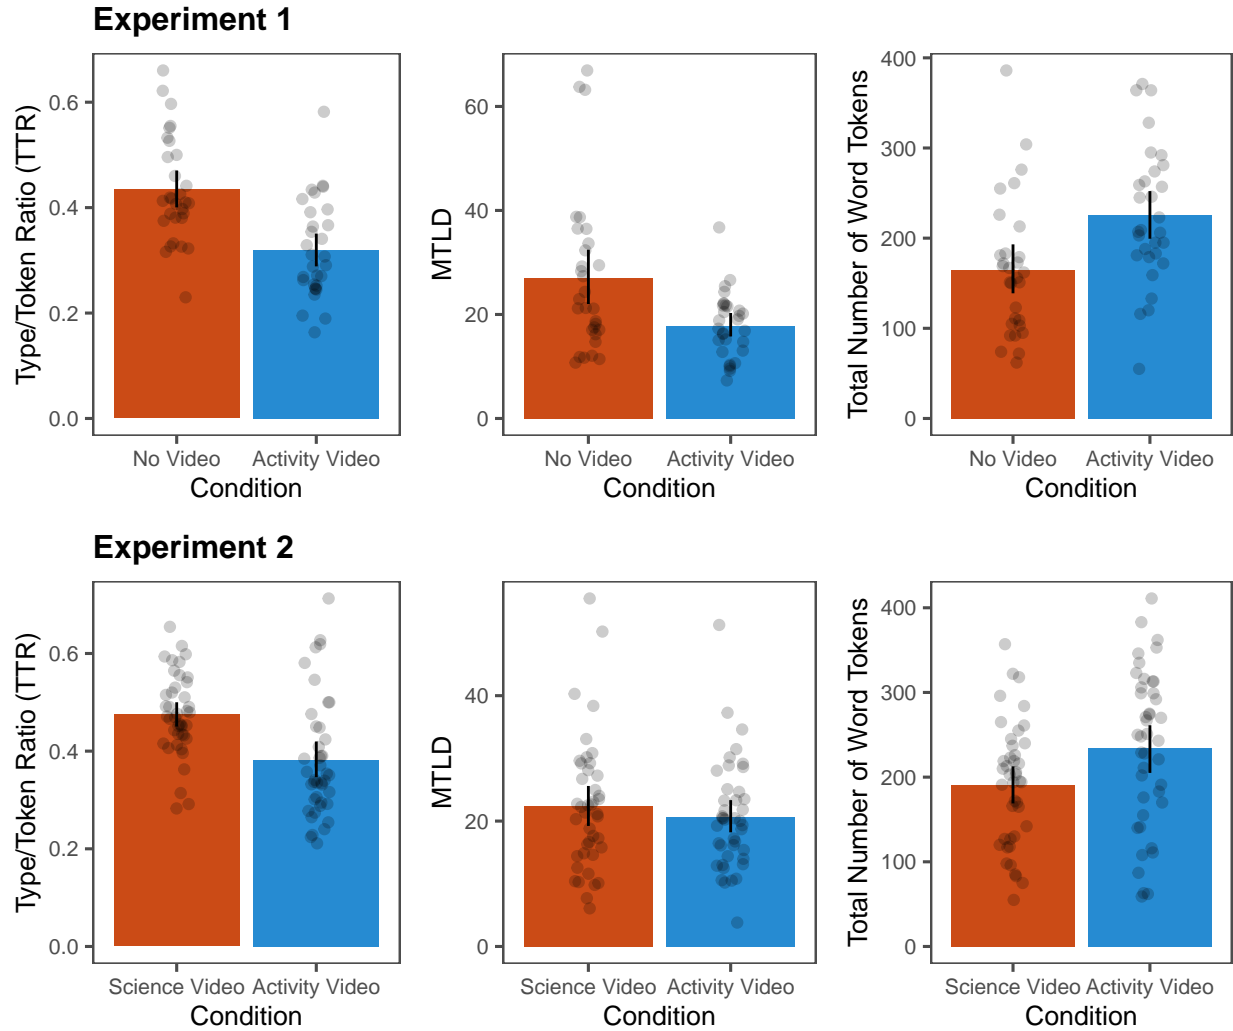 Experiment 1
Type/Token Ratio (TTR)
0.6
0.4
0.2
0.0
No Video Activity Video
Condition
MTLD
60
40
20
0
No Video Activity Video
Condition
Total Number of Word Tokens
400
300
200
100
0
No Video Activity Video
Condition
Experiment 2
Type/Token Ratio (TTR)
0.6
0.4
0.2
0.0
Science Video Activity Video
Condition
MTLD
40
20
0
Science Video Activity Video
Condition
Total Number of Word Tokens
400
300
200
100
0
Science Video Activity Video
Condition